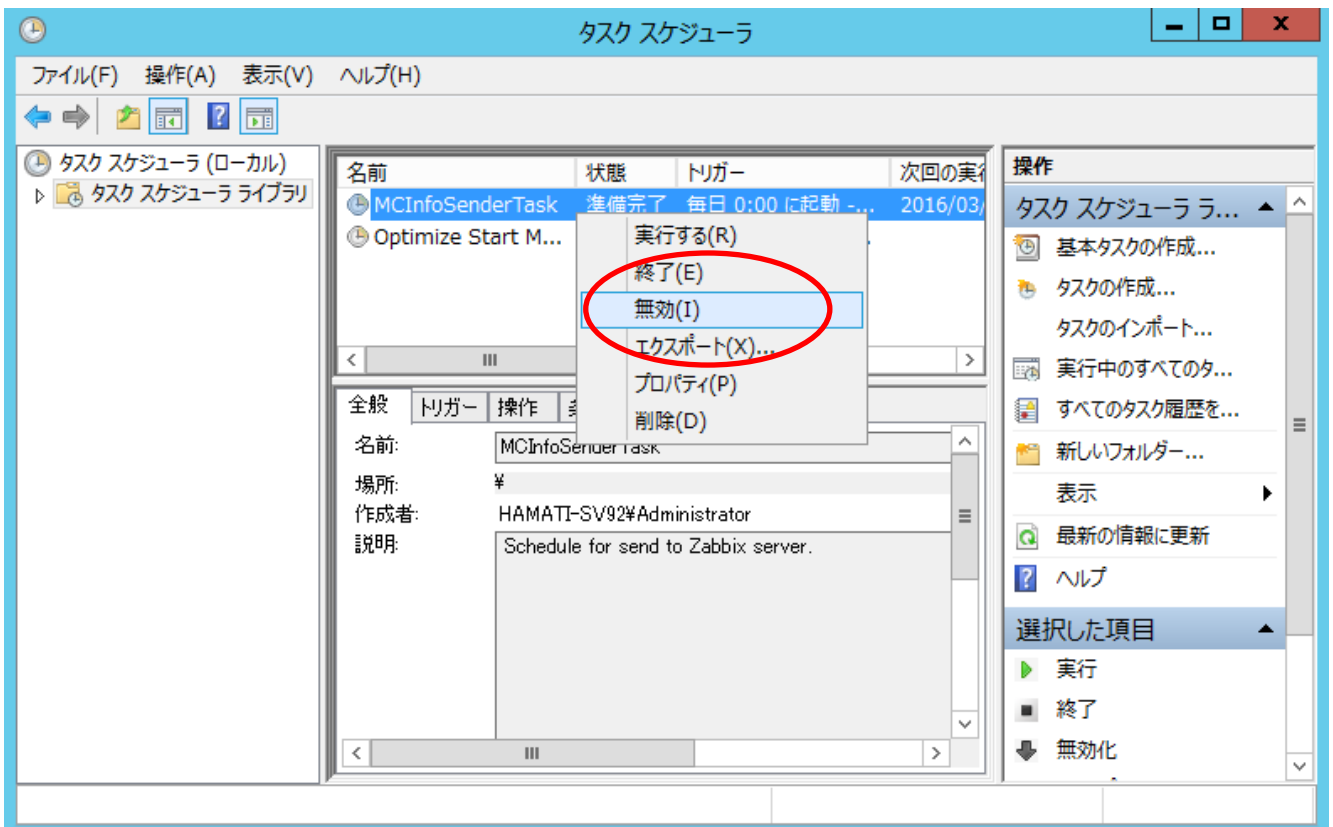 タスク スケジューラ
ファイル(F) 操作(A) 表示(V) ヘルプ(H)
タスク スケジューラ (ローカル)
タスク スケジューラ ライブラリ
名前 状態 トリガー 次回の実行
MCInfoSenderTask 準備完了 毎日 0:00 に起動 -... 2016/03/
Optimize Start M...
実行する(R)
終了(E)
無効(I)
エクスポート(X)...
プロパティ(P)
削除(D)
全般 トリガー 操作
名前: MCInfoSenderTask
場所: ¥
作成者: HAMATI-SV92¥Administrator
説明: Schedule for send to Zabbix server.
操作
タスク スケジューラ ラ...
基本タスクの作成...
タスクの作成...
タスクのインポート...
実行中のすべてのタ...
すべてのタスク履歴を...
新しいフォルダー...
表示
最新の情報に更新
ヘルプ
選択した項目
実行
終了
無効化